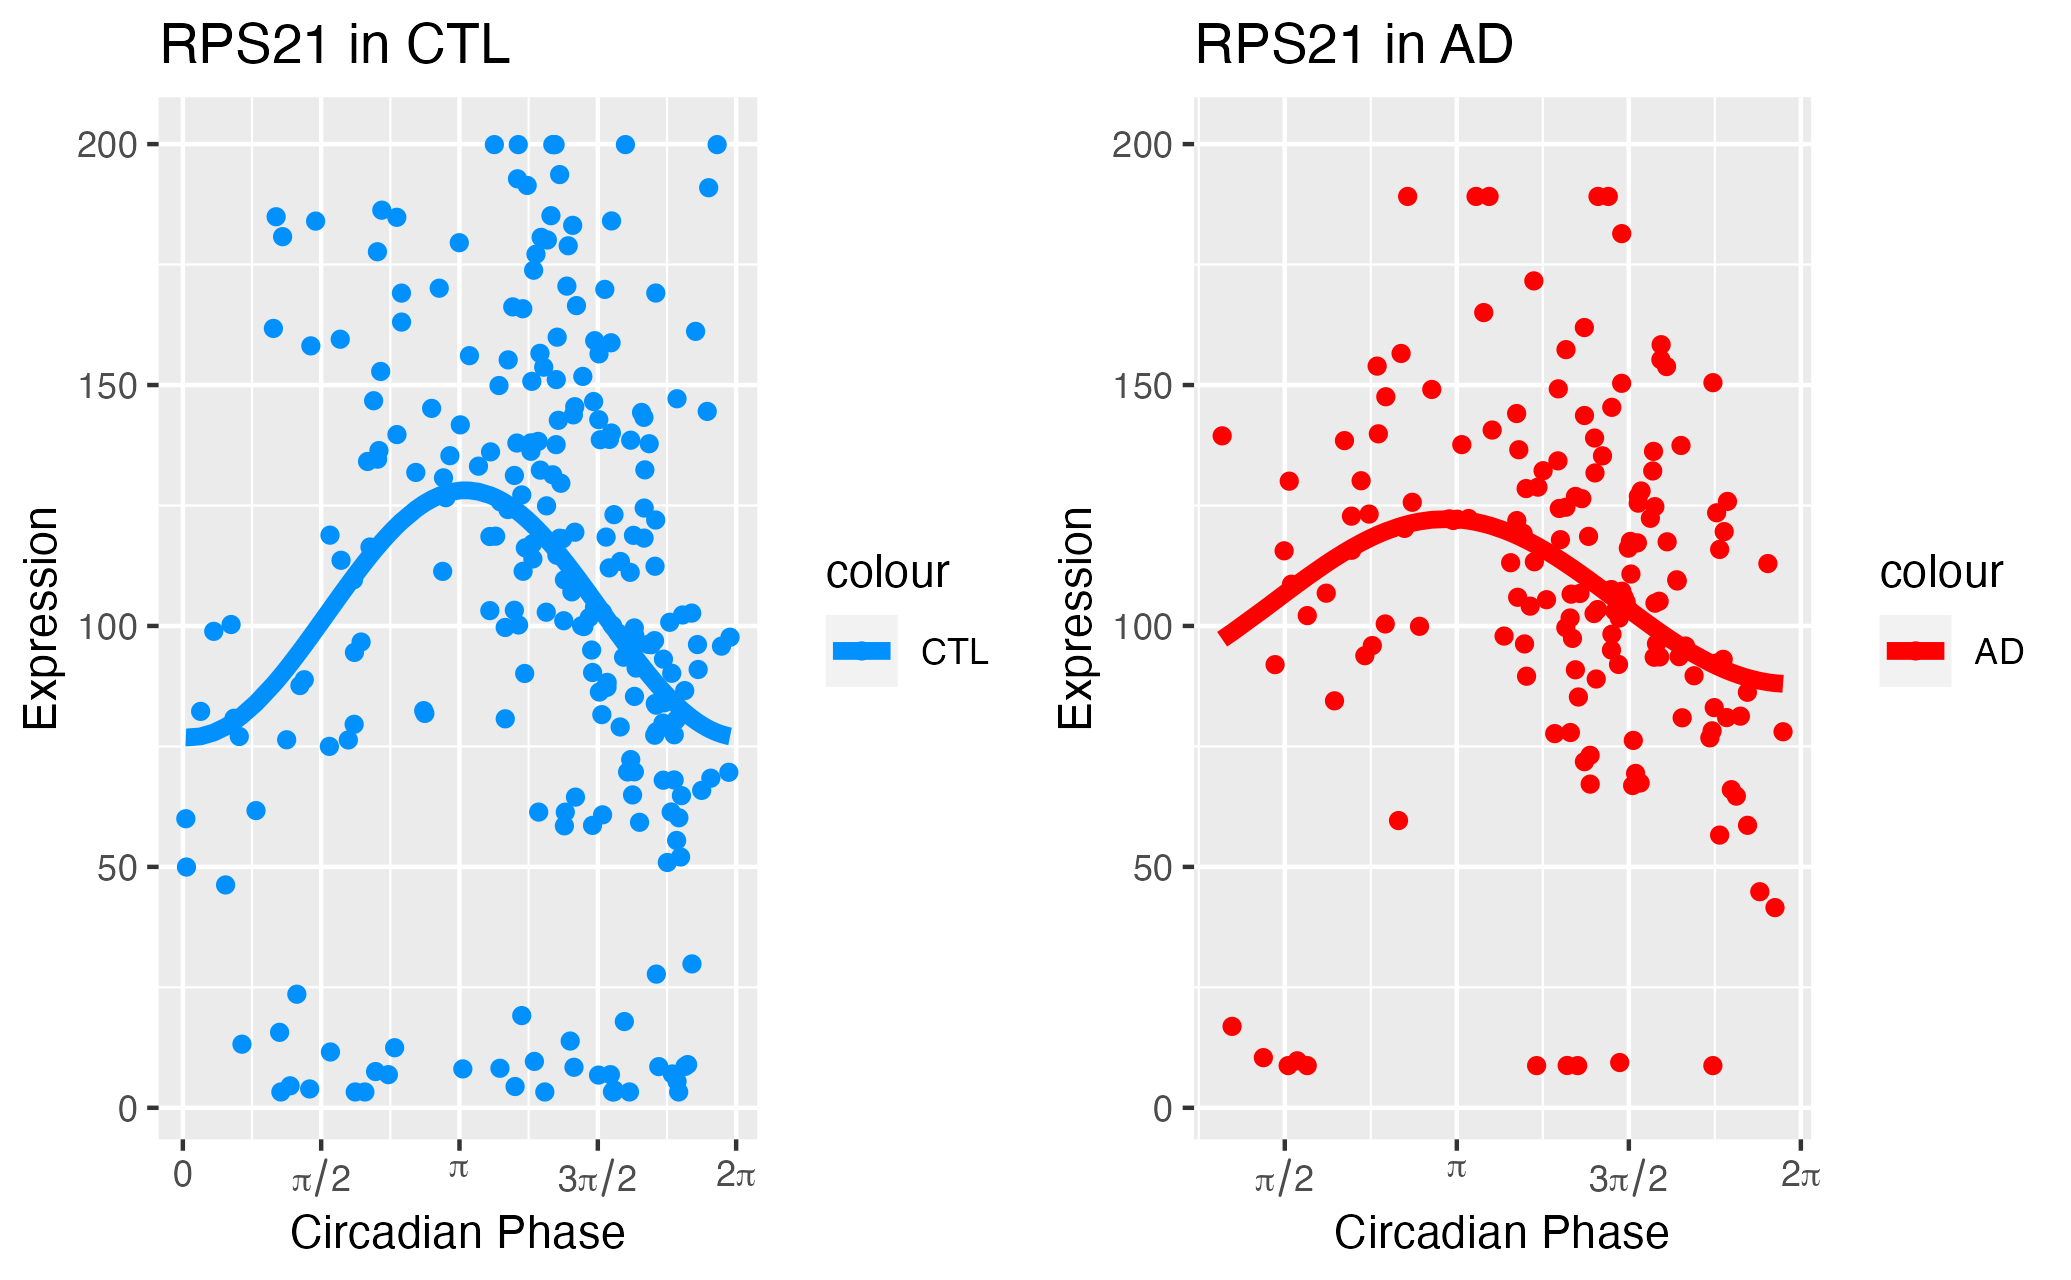 RPS21 in CTL
200
150
100
50
0
Expression
0
π/2
π
3π/2
2π
Circadian Phase
colour
CTL
RPS21 in AD
200
150
100
50
0
Expression
π/2
π
3π/2
2π
Circadian Phase
colour
AD